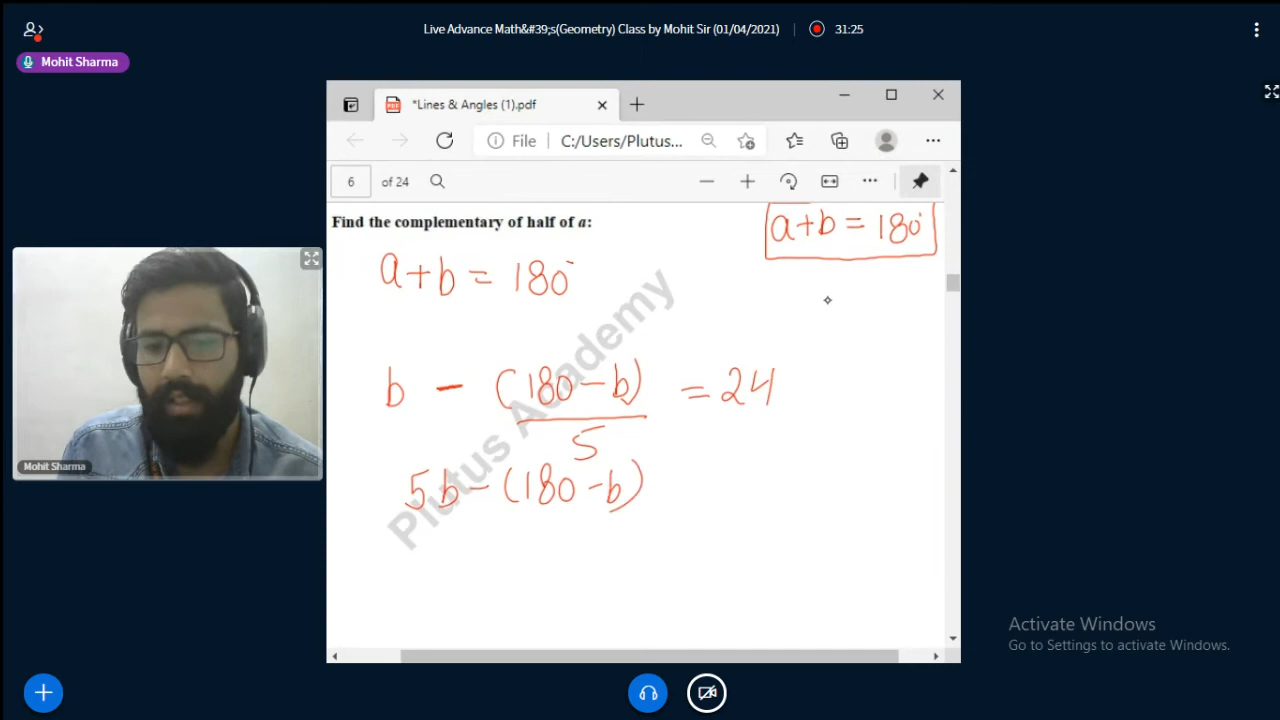 Live Advance Math&#39;s(Geometry) Class by Mohit Sir (01/04/2021) 31:25
Mohit Sharma
*Lines & Angles (1).pdf
File C:/Users/Plutus...
6 of 24
Find the complementary of half of a:
a+b = 180°
a+b = 180°
b - (180-b) = 24
5
5b - (180-b)
Plutus Academy
Mohit Sharma
Activate Windows
Go to Settings to activate Windows.